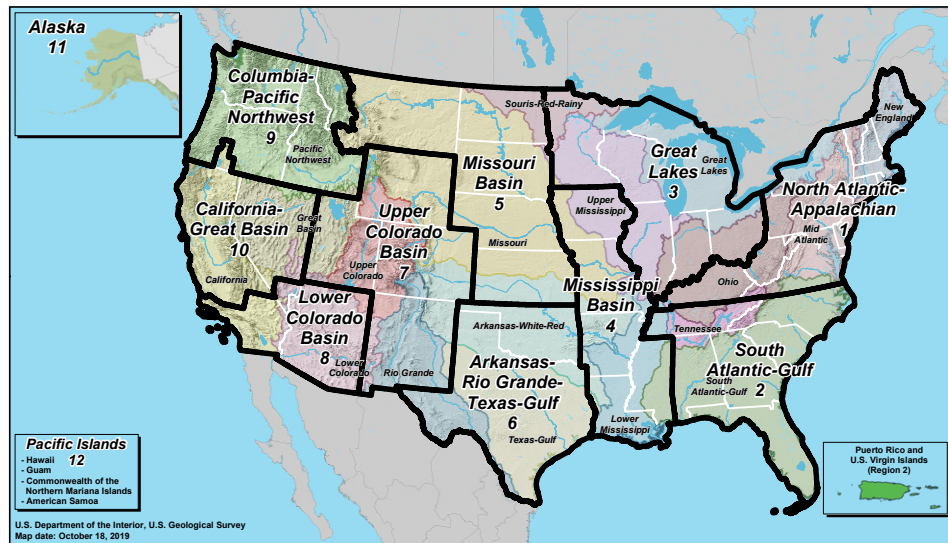 Alaska
11
Columbia-
Pacific
Northwest
9
Pacific
Northwest
Souris-Red-Rainy
Missouri
Basin
5
Missouri
Great
Lakes
3
Great
Lakes
New
England
North Atlantic-
Appalachian
1
Mid
Atlantic
Upper
Mississippi
California-
Great Basin
10
Great
Basin
California
Upper
Colorado
Basin
7
Upper
Colorado
Lower
Colorado
Basin
8
Lower
Colorado
Rio Grande
Mississippi
Basin
4
Ohio
Tennessee
Arkansas-White-Red
Arkansas-
Rio Grande-
Texas-Gulf
6
Texas-Gulf
Lower
Mississippi
South
Atlantic-Gulf
2
South
Atlantic-Gulf
Pacific Islands
12
- Hawaii
- Guam
- Commonwealth of the
Northern Mariana Islands
- American Samoa
Puerto Rico and
U.S. Virgin Islands
(Region 2)
U.S. Department of the Interior, U.S. Geological Survey
Map date: October 18, 2019